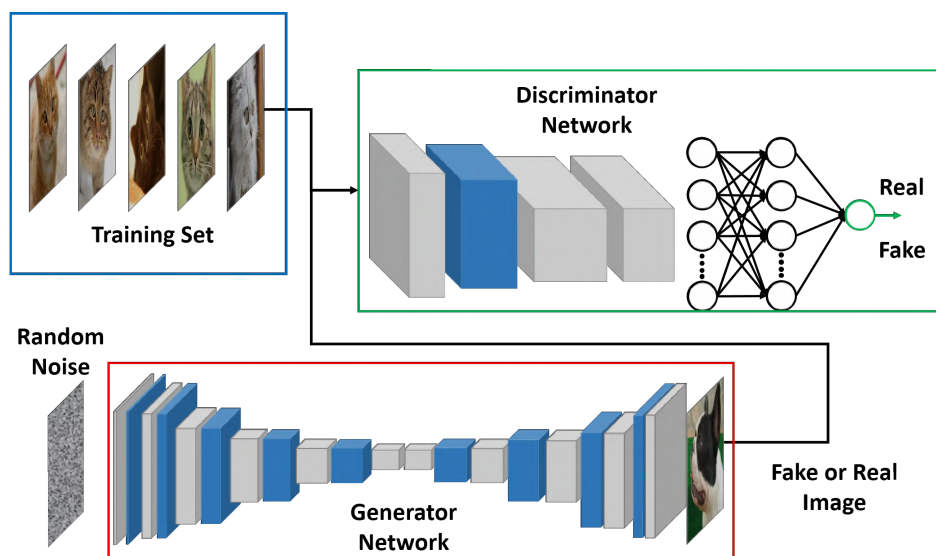 Training Set
Discriminator
Network
Real
Fake
Random
Noise
Generator
Network
Fake or Real
Image